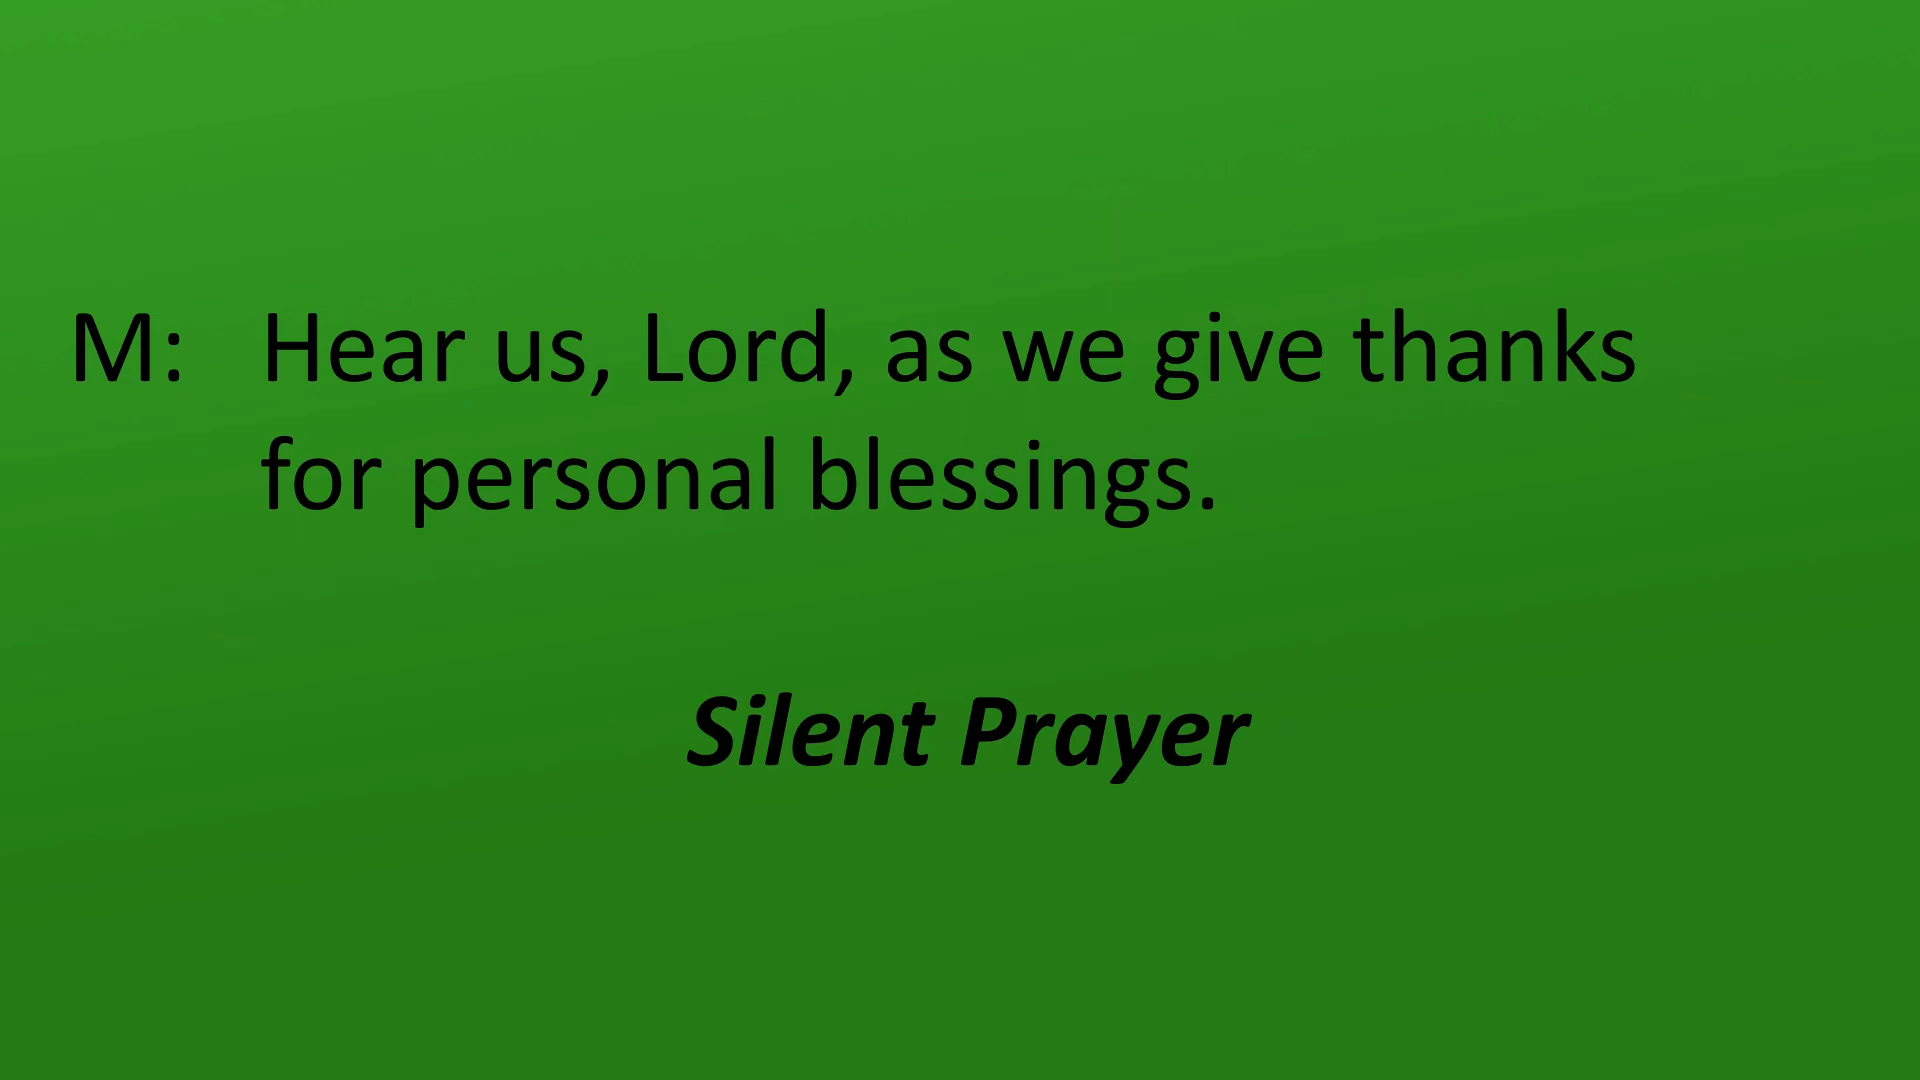 M: Hear us, Lord, as we give thanks
for personal blessings.
Silent Prayer